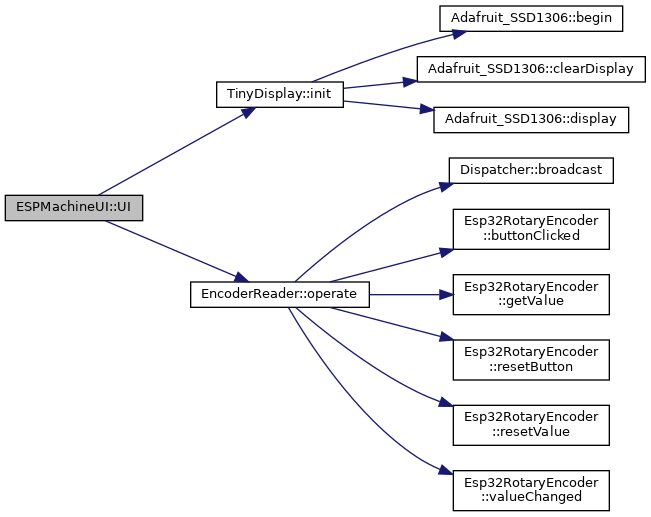 Adafruit_SSD1306::begin
Adafruit_SSD1306::clearDisplay
TinyDisplay::init
Adafruit_SSD1306::display
Dispatcher::broadcast
ESPMachineUI::UI
Esp32RotaryEncoder
::buttonClicked
EncoderReader::operate
Esp32RotaryEncoder
::getValue
Esp32RotaryEncoder
::resetButton
Esp32RotaryEncoder
::resetValue
Esp32RotaryEncoder
::valueChanged